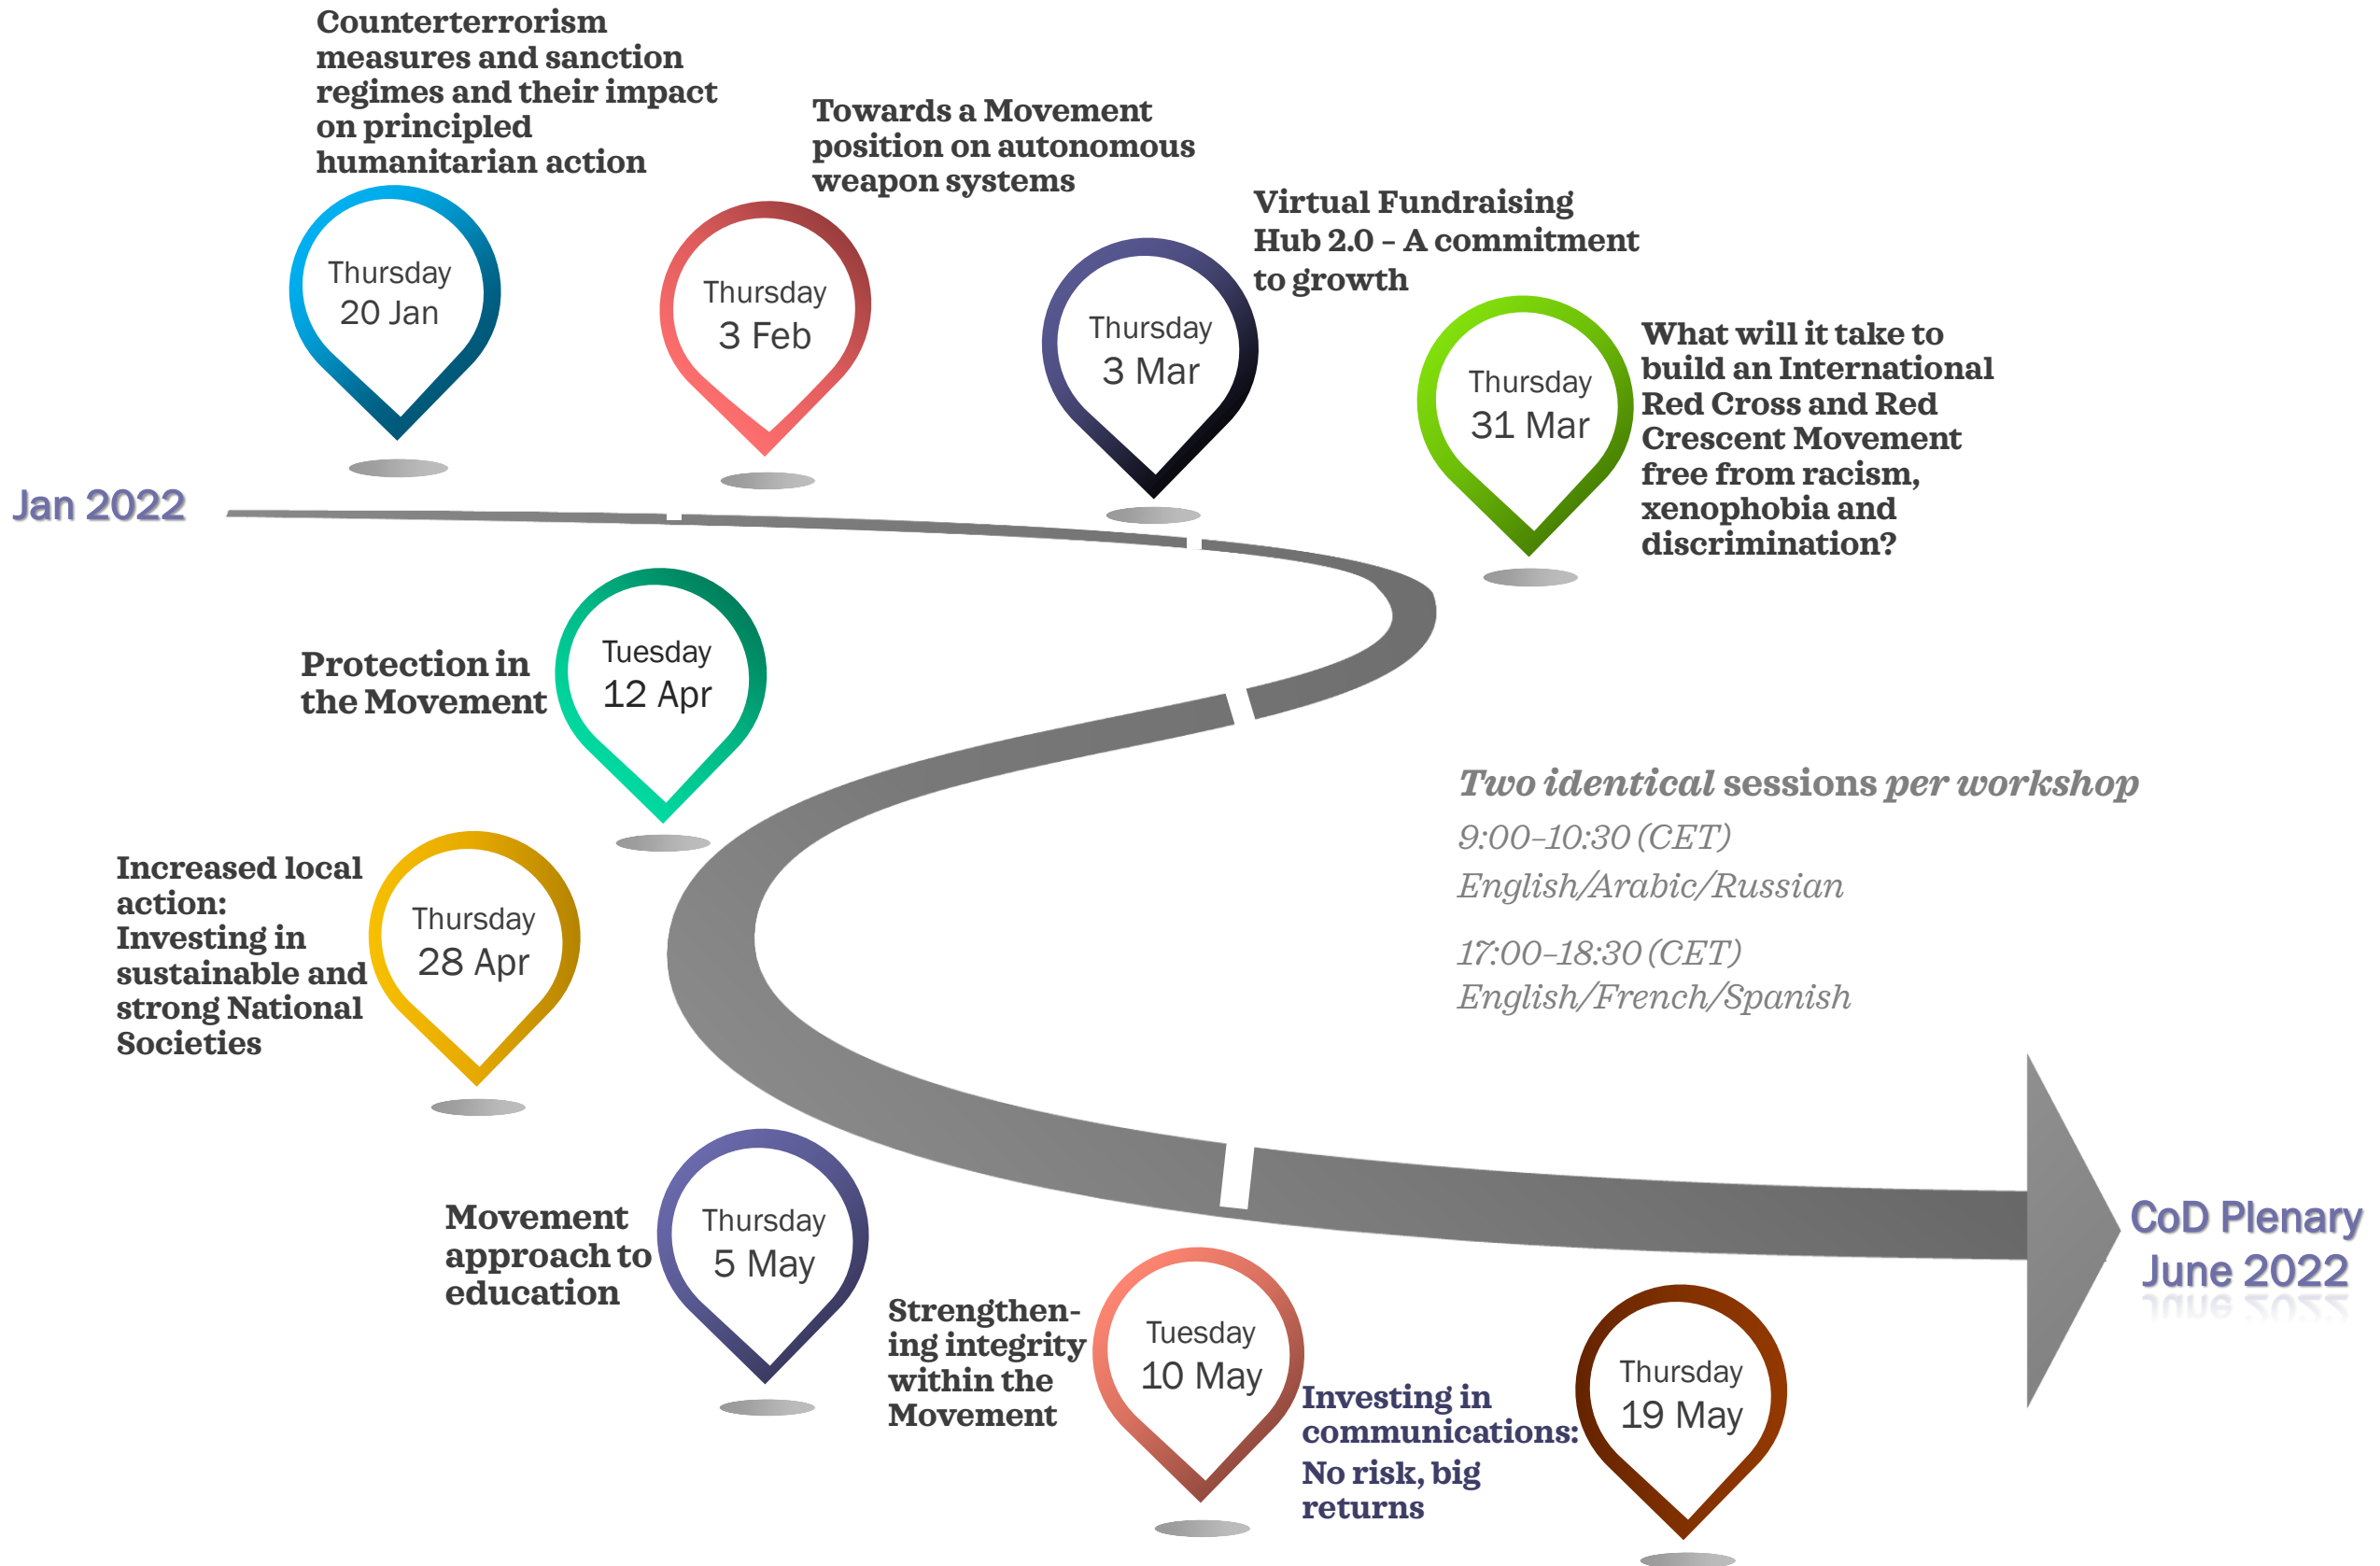 Counterterrorism
measures and sanction
regimes and their impact
on principled
humanitarian action
Thursday
20 Jan
Towards a Movement
position on autonomous
weapon systems
Thursday
3 Feb
Virtual Fundraising
Hub 2.0 – A commitment
to growth
Thursday
3 Mar
What will it take to
build an International
Red Cross and Red
Crescent Movement
free from racism,
xenophobia and
discrimination?
Thursday
31 Mar
Jan 2022
Protection in
the Movement
Tuesday
12 Apr
Two identical sessions per workshop
9:00–10:30 (CET)
English/Arabic/Russian
17:00–18:30 (CET)
English/French/Spanish
Increased local
action:
Investing in
sustainable and
strong National
Societies
Thursday
28 Apr
Movement
approach to
education
Thursday
5 May
Strengthen-
ing integrity
within the
Movement
Tuesday
10 May
Investing in
communications:
No risk, big
returns
Thursday
19 May
CoD Plenary
June 2022